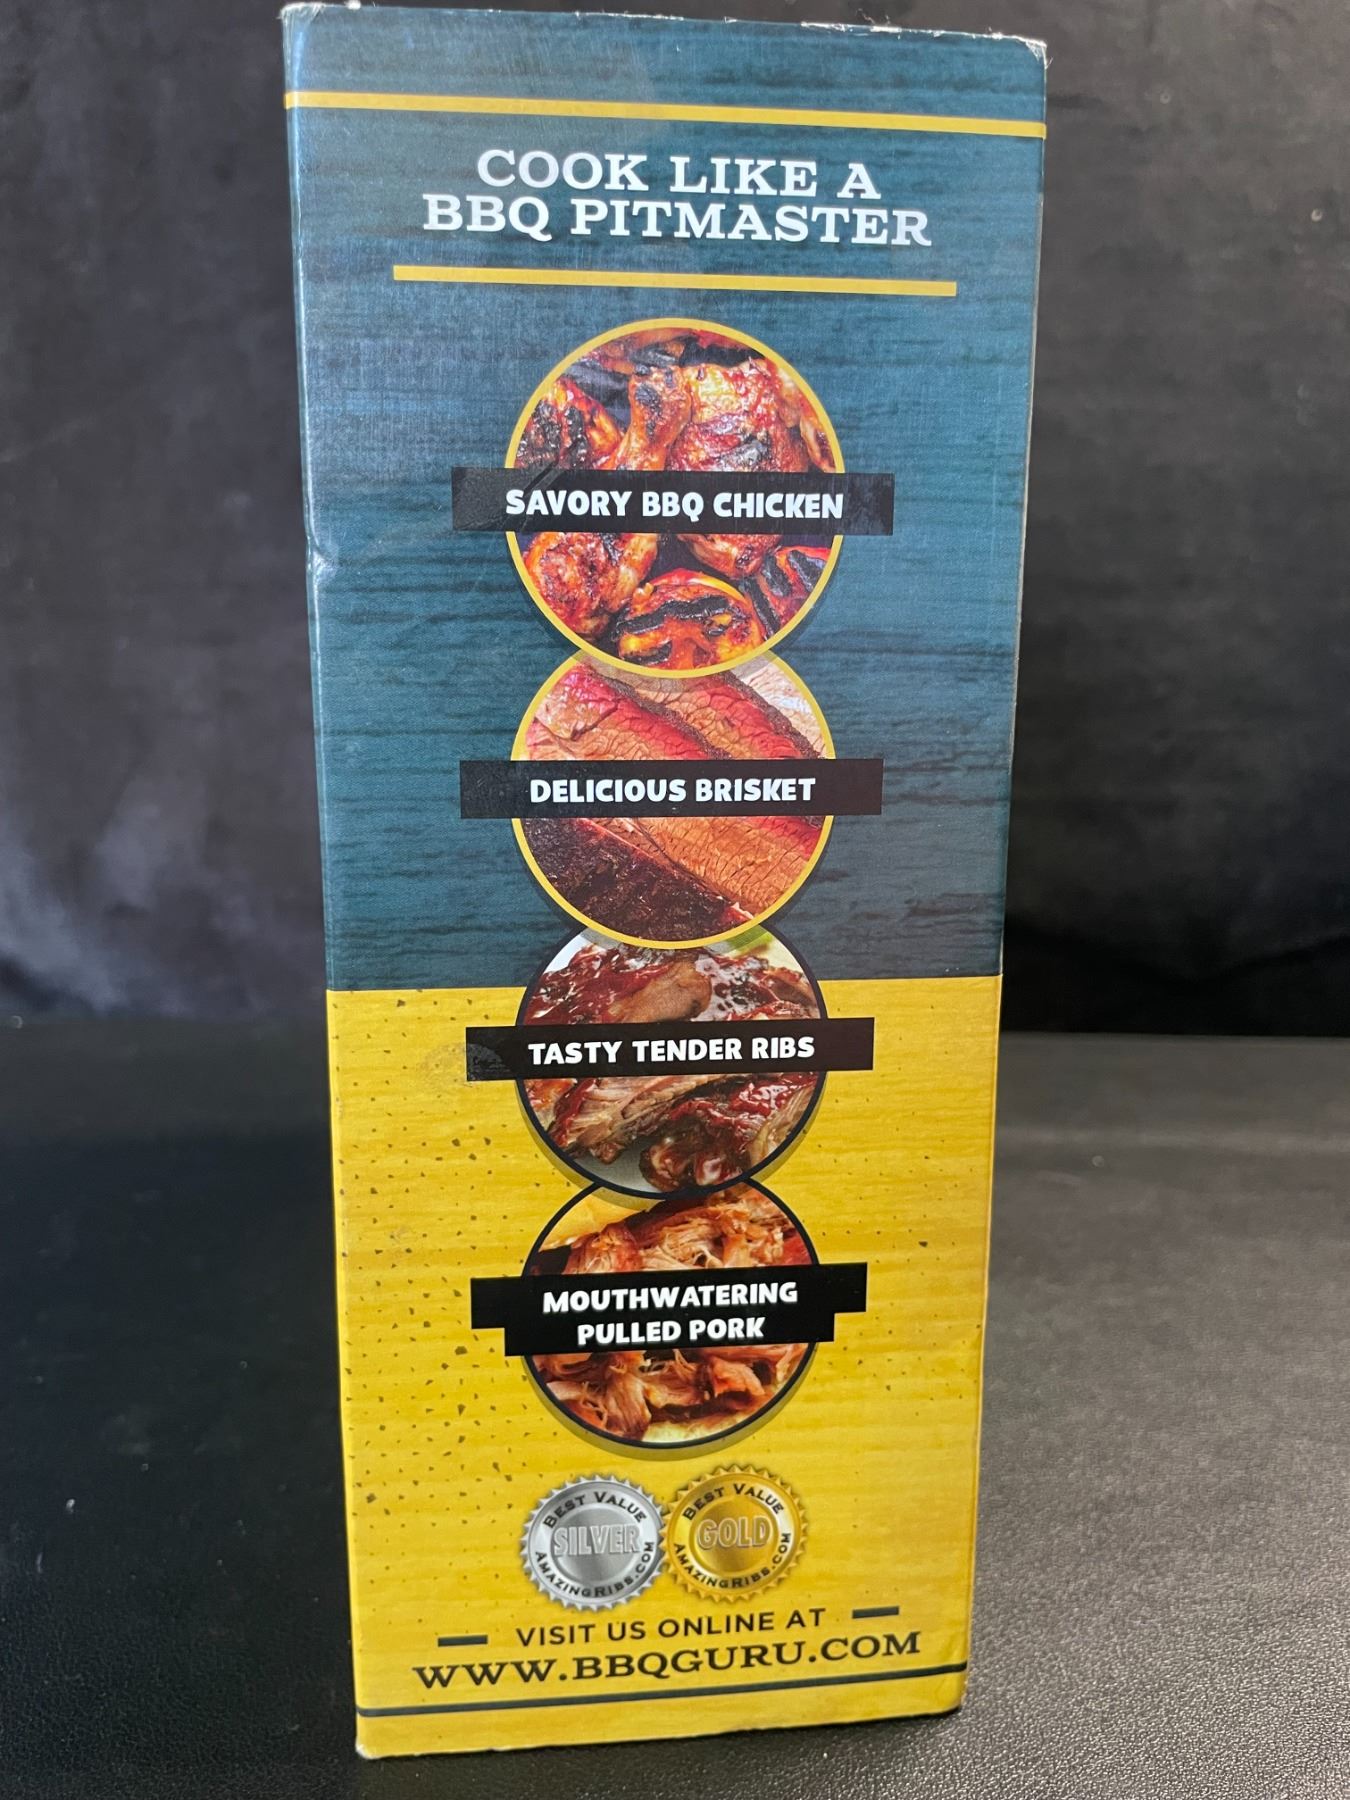 COOK LIKE A
BBQ PITMASTER
SAVORY BBQ CHICKEN
DELICIOUS BRISKET
TASTY TENDER RIBS
MOUTHWATERING
PULLED PORK
BEST VALUE
SILVER
AMAZINGRIBS.COM
BEST VALUE
GOLD
AMAZINGRIBS.COM
VISIT US ONLINE AT
WWW.BBQGURU.COM